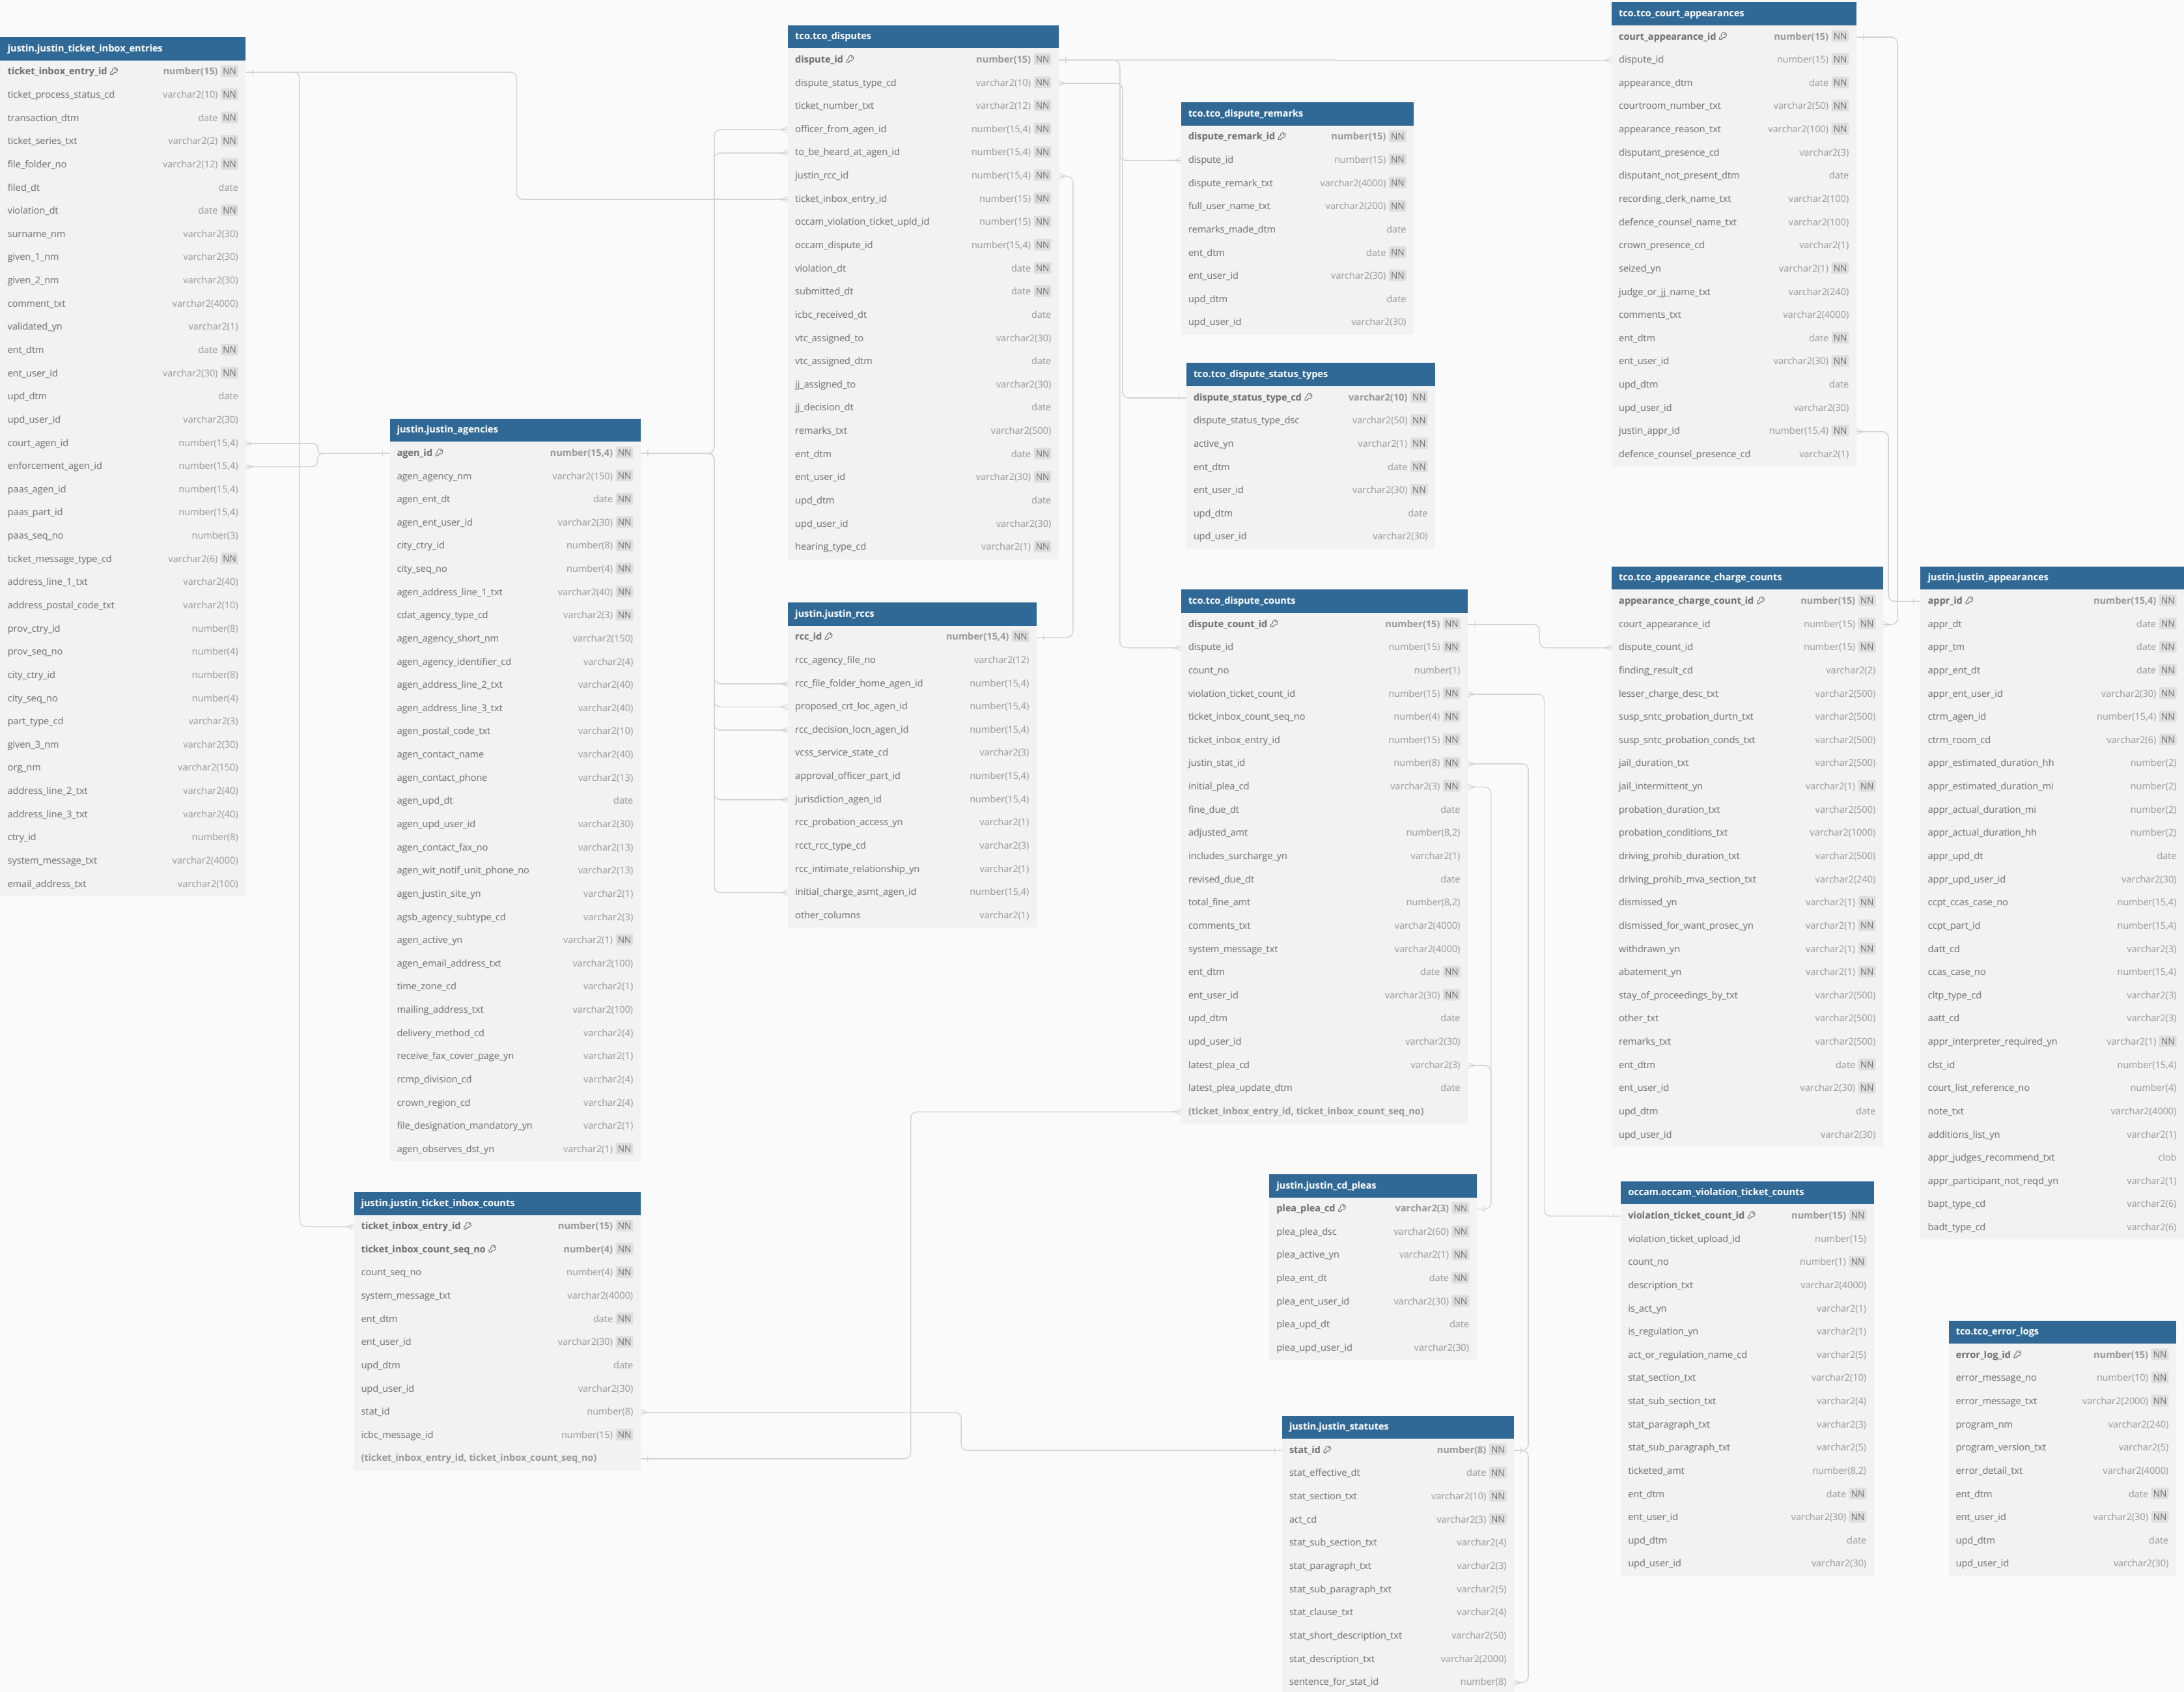 justin.justin_ticket_inbox_entries
ticket_inbox_entry_id number(15) NN
ticket_process_status_cd varchar2(10) NN
transaction_dtm date NN
ticket_series_txt varchar2(2) NN
file_folder_no varchar2(12) NN
filed_dt date
violation_dt date NN
surname_nm varchar2(30)
given_1_nm varchar2(30)
given_2_nm varchar2(30)
comment_txt varchar2(4000)
validated_yn varchar2(1)
ent_dtm date NN
ent_user_id varchar2(30) NN
upd_dtm date
upd_user_id varchar2(30)
court_agen_id number(15,4)
enforcement_agen_id number(15,4)
paas_agen_id number(15,4)
paas_part_id number(15,4)
paas_seq_no number(3)
ticket_message_type_cd varchar2(6) NN
address_line_1_txt varchar2(40)
address_postal_code_txt varchar2(10)
prov_ctry_id number(8)
prov_seq_no number(4)
city_ctry_id number(8)
city_seq_no number(4)
part_type_cd varchar2(3)
given_3_nm varchar2(30)
org_nm varchar2(150)
address_line_2_txt varchar2(40)
address_line_3_txt varchar2(40)
ctry_id number(8)
system_message_txt varchar2(4000)
email_address_txt varchar2(100)
justin.justin_agencies
agen_id number(15,4) NN
agen_agency_nm varchar2(150) NN
agen_ent_dt date NN
agen_ent_user_id varchar2(30) NN
city_ctry_id number(8) NN
city_seq_no number(4) NN
agen_address_line_1_txt varchar2(40) NN
cdat_agency_type_cd varchar2(3) NN
agen_agency_short_nm varchar2(150)
agen_agency_identifier_cd varchar2(4)
agen_address_line_2_txt varchar2(40)
agen_address_line_3_txt varchar2(40)
agen_postal_code_txt varchar2(10)
agen_contact_name varchar2(40)
agen_contact_phone varchar2(13)
agen_upd_dt date
agen_upd_user_id varchar2(30)
agen_contact_fax_no varchar2(13)
agen_wit_notif_unit_phone_no varchar2(13)
agen_justin_site_yn varchar2(1)
agsb_agency_subtype_cd varchar2(3)
agen_active_yn varchar2(1) NN
agen_email_address_txt varchar2(100)
time_zone_cd varchar2(1)
mailing_address_txt varchar2(100)
delivery_method_cd varchar2(4)
receive_fax_cover_page_yn varchar2(1)
rcmp_division_cd varchar2(4)
crown_region_cd varchar2(4)
file_designation_mandatory_yn varchar2(1)
agen_observes_dst_yn varchar2(1) NN
justin.justin_ticket_inbox_counts
ticket_inbox_entry_id number(15) NN
ticket_inbox_count_seq_no number(4) NN
count_seq_no number(4) NN
system_message_txt varchar2(4000)
ent_dtm date NN
ent_user_id varchar2(30) NN
upd_dtm date
upd_user_id varchar2(30)
stat_id number(8)
icbc_message_id number(15) NN
(ticket_inbox_entry_id, ticket_inbox_count_seq_no)
tco.tco_disputes
dispute_id number(15) NN
dispute_status_type_cd varchar2(10) NN
ticket_number_txt varchar2(12) NN
officer_from_agen_id number(15,4) NN
to_be_heard_at_agen_id number(15,4) NN
justin_rcc_id number(15,4) NN
ticket_inbox_entry_id number(15) NN
occam_violation_ticket_upld_id number(15) NN
occam_dispute_id number(15,4) NN
violation_dt date NN
submitted_dt date NN
icbc_received_dt date
vtc_assigned_to varchar2(30)
vtc_assigned_dtm date
jj_assigned_to varchar2(30)
jj_decision_dt date
remarks_txt varchar2(500)
ent_dtm date NN
ent_user_id varchar2(30) NN
upd_dtm date
upd_user_id varchar2(30)
hearing_type_cd varchar2(1) NN
justin.justin_rccs
rcc_id number(15,4) NN
rcc_agency_file_no varchar2(12)
rcc_file_folder_home_agen_id number(15,4)
proposed_crt_loc_agen_id number(15,4)
rcc_decision_locn_agen_id number(15,4)
vcss_service_state_cd varchar2(3)
approval_officer_part_id number(15,4)
jurisdiction_agen_id number(15,4)
rcc_probation_access_yn varchar2(1)
rcct_rcc_type_cd varchar2(3)
rcc_intimate_relationship_yn varchar2(1)
initial_charge_asmt_agen_id number(15,4)
other_columns varchar2(1)
tco.tco_dispute_remarks
dispute_remark_id number(15) NN
dispute_id number(15) NN
dispute_remark_txt varchar2(4000) NN
full_user_name_txt varchar2(200) NN
remarks_made_dtm date
ent_dtm date NN
ent_user_id varchar2(30) NN
upd_dtm date
upd_user_id varchar2(30)
tco.tco_dispute_status_types
dispute_status_type_cd varchar2(10) NN
dispute_status_type_dsc varchar2(50) NN
active_yn varchar2(1) NN
ent_dtm date NN
ent_user_id varchar2(30) NN
upd_dtm date
upd_user_id varchar2(30)
tco.tco_dispute_counts
dispute_count_id number(15) NN
dispute_id number(15) NN
count_no number(1)
violation_ticket_count_id number(15) NN
ticket_inbox_count_seq_no number(4) NN
ticket_inbox_entry_id number(15) NN
justin_stat_id number(8) NN
initial_plea_cd varchar2(3) NN
fine_due_dt date
adjusted_amt number(8,2)
includes_surcharge_yn varchar2(1)
revised_due_dt date
total_fine_amt number(8,2)
comments_txt varchar2(4000)
system_message_txt varchar2(4000)
ent_dtm date NN
ent_user_id varchar2(30) NN
upd_dtm date
upd_user_id varchar2(30)
latest_plea_cd varchar2(3)
latest_plea_update_dtm date
(ticket_inbox_entry_id, ticket_inbox_count_seq_no)
justin.justin_cd_pleas
plea_plea_cd varchar2(3) NN
plea_plea_dsc varchar2(60) NN
plea_active_yn varchar2(1) NN
plea_ent_dt date NN
plea_ent_user_id varchar2(30) NN
plea_upd_dt date
plea_upd_user_id varchar2(30)
justin.justin_statutes
stat_id number(8) NN
stat_effective_dt date NN
stat_section_txt varchar2(10) NN
act_cd varchar2(3) NN
stat_sub_section_txt varchar2(4)
stat_paragraph_txt varchar2(3)
stat_sub_paragraph_txt varchar2(5)
stat_clause_txt varchar2(4)
stat_short_description_txt varchar2(50)
stat_description_txt varchar2(2000)
sentence_for_stat_id number(8)
tco.tco_court_appearances
court_appearance_id number(15) NN
dispute_id number(15) NN
appearance_dtm date NN
courtroom_number_txt varchar2(50) NN
appearance_reason_txt varchar2(100) NN
disputant_presence_cd varchar2(3)
disputant_not_present_dtm date
recording_clerk_name_txt varchar2(100)
defence_counsel_name_txt varchar2(100)
crown_presence_cd varchar2(1)
seized_yn varchar2(1) NN
judge_or_jj_name_txt varchar2(240)
comments_txt varchar2(4000)
ent_dtm date NN
ent_user_id varchar2(30) NN
upd_dtm date
upd_user_id varchar2(30)
justin_appr_id number(15,4) NN
defence_counsel_presence_cd varchar2(1)
tco.tco_appearance_charge_counts
appearance_charge_count_id number(15) NN
court_appearance_id number(15) NN
dispute_count_id number(15) NN
finding_result_cd varchar2(2)
lesser_charge_desc_txt varchar2(500)
susp_sntc_probation_durtn_txt varchar2(500)
susp_sntc_probation_conds_txt varchar2(500)
jail_duration_txt varchar2(500)
jail_intermittent_yn varchar2(1) NN
probation_duration_txt varchar2(500)
probation_conditions_txt varchar2(1000)
driving_prohib_duration_txt varchar2(500)
driving_prohib_mva_section_txt varchar2(240)
dismissed_yn varchar2(1) NN
dismissed_for_want_prosec_yn varchar2(1) NN
withdrawn_yn varchar2(1) NN
abatement_yn varchar2(1) NN
stay_of_proceedings_by_txt varchar2(500)
other_txt varchar2(500)
remarks_txt varchar2(500)
ent_dtm date NN
ent_user_id varchar2(30) NN
upd_dtm date
upd_user_id varchar2(30)
occam.occam_violation_ticket_counts
violation_ticket_count_id number(15) NN
violation_ticket_upload_id number(15)
count_no number(1) NN
description_txt varchar2(4000)
is_act_yn varchar2(1)
is_regulation_yn varchar2(1)
act_or_regulation_name_cd varchar2(5)
stat_section_txt varchar2(10)
stat_sub_section_txt varchar2(4)
stat_paragraph_txt varchar2(3)
stat_sub_paragraph_txt varchar2(5)
ticketed_amt number(8,2)
ent_dtm date NN
ent_user_id varchar2(30) NN
upd_dtm date
upd_user_id varchar2(30)
justin.justin_appearances
appr_id number(15,4) NN
appr_dt date NN
appr_tm date NN
appr_ent_dt date NN
appr_ent_user_id varchar2(30) NN
ctrm_agen_id number(15,4) NN
ctrm_room_cd varchar2(6) NN
appr_estimated_duration_hh number(2)
appr_estimated_duration_mi number(2)
appr_actual_duration_mi number(2)
appr_actual_duration_hh number(2)
appr_upd_dt date
appr_upd_user_id varchar2(30)
ccpt_ccas_case_no number(15,4)
ccpt_part_id number(15,4)
datt_cd varchar2(3)
ccas_case_no number(15,4)
cltp_type_cd varchar2(3)
aatt_cd varchar2(3)
appr_interpreter_required_yn varchar2(1) NN
clst_id number(15,4)
court_list_reference_no number(4)
note_txt varchar2(4000)
additions_list_yn varchar2(1)
appr_judges_recommend_txt clob
appr_participant_not_reqd_yn varchar2(1)
bapt_type_cd varchar2(6)
badt_type_cd varchar2(6)
tco.tco_error_logs
error_log_id number(15) NN
error_message_no number(10) NN
error_message_txt varchar2(2000) NN
program_nm varchar2(240)
program_version_txt varchar2(5)
error_detail_txt varchar2(4000)
ent_dtm date NN
ent_user_id varchar2(30) NN
upd_dtm date
upd_user_id varchar2(30)